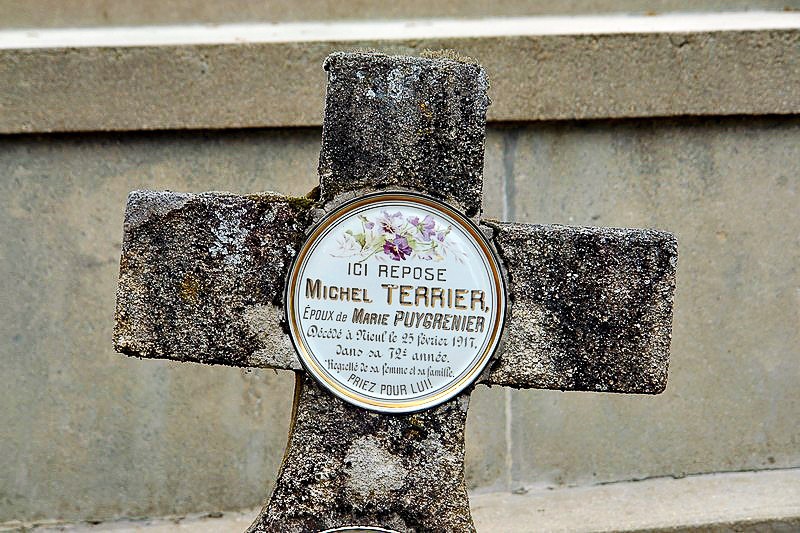 ICI REPOSE
MICHEL TERRIER,
ÉPOUX de MARIE PUYGRENIER
Décédé à Nieul le 25 février 1917,
dans sa 72e année.
Regretté de sa femme et sa famille.
PRIEZ POUR LUI!